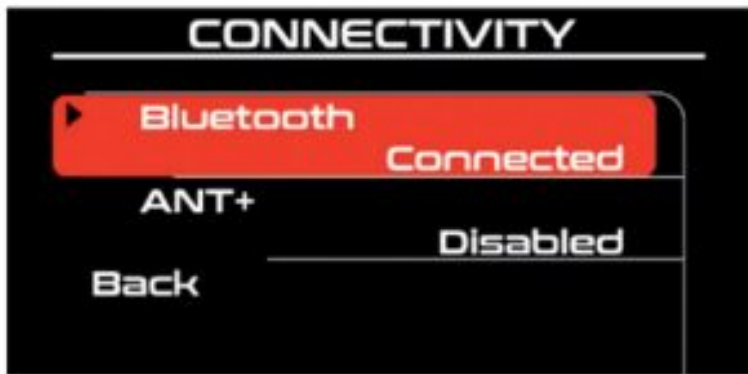 CONNECTIVITY
Bluetooth
Connected
ANT+
Disabled
Back